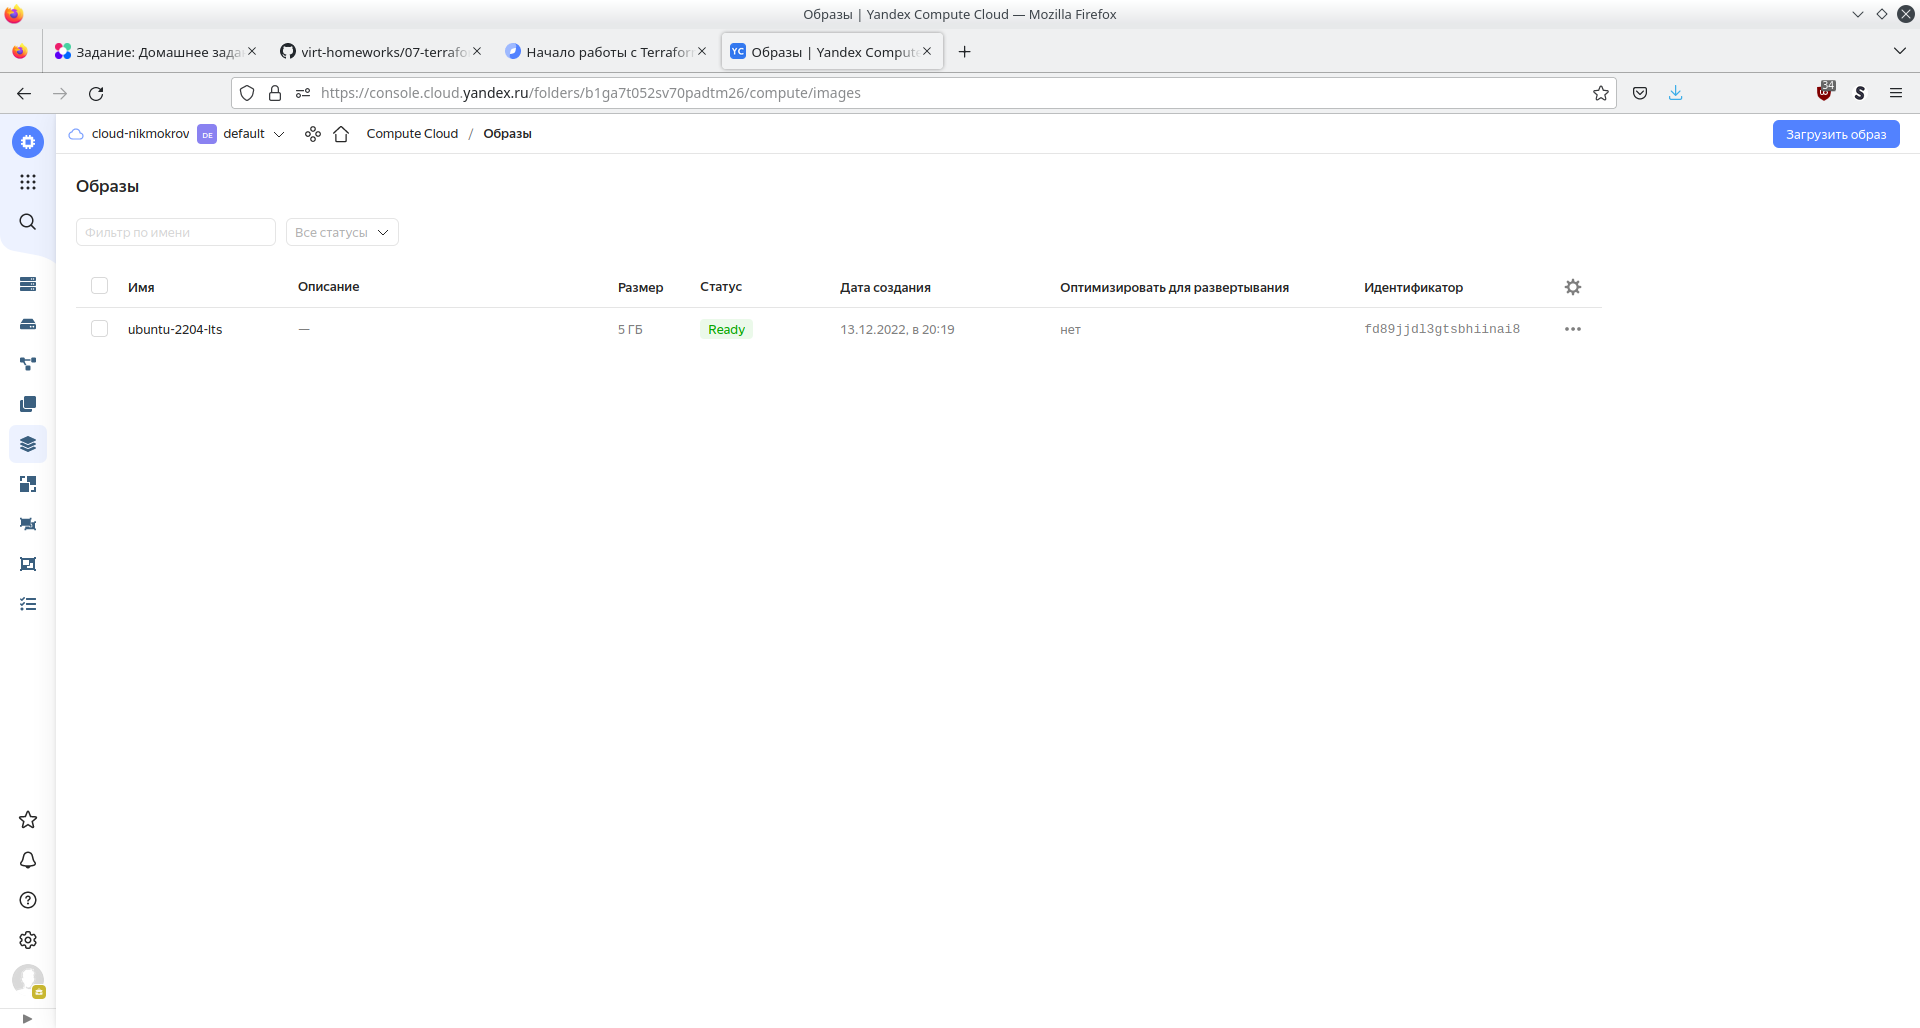 Образы | Yandex Compute Cloud — Mozilla Firefox
Задание: Домашнее зада
virt-homeworks/07-terrafo
Начало работы с Terrafor
YC
Образы | Yandex Compute
https://console.cloud.yandex.ru/folders/b1ga7t052sv70padtm26/compute/images
34
cloud-nikmokrov
DE
default
Compute Cloud / Образы
Загрузить образ
Образы
Фильтр по имени
Все статусы
Имя Описание Размер Статус Дата создания Оптимизировать для развертывания Идентификатор
ubuntu-2204-lts — 5 ГБ Ready 13.12.2022, в 20:19 нет fd89jjdl3gtsbhiinai8